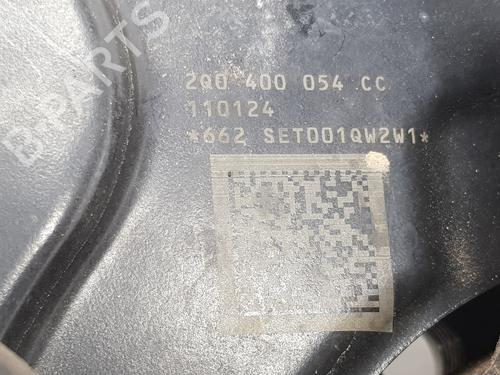 B-PARTS
2Q0 400 054 CC
110124
*662 SET001QW2W1*